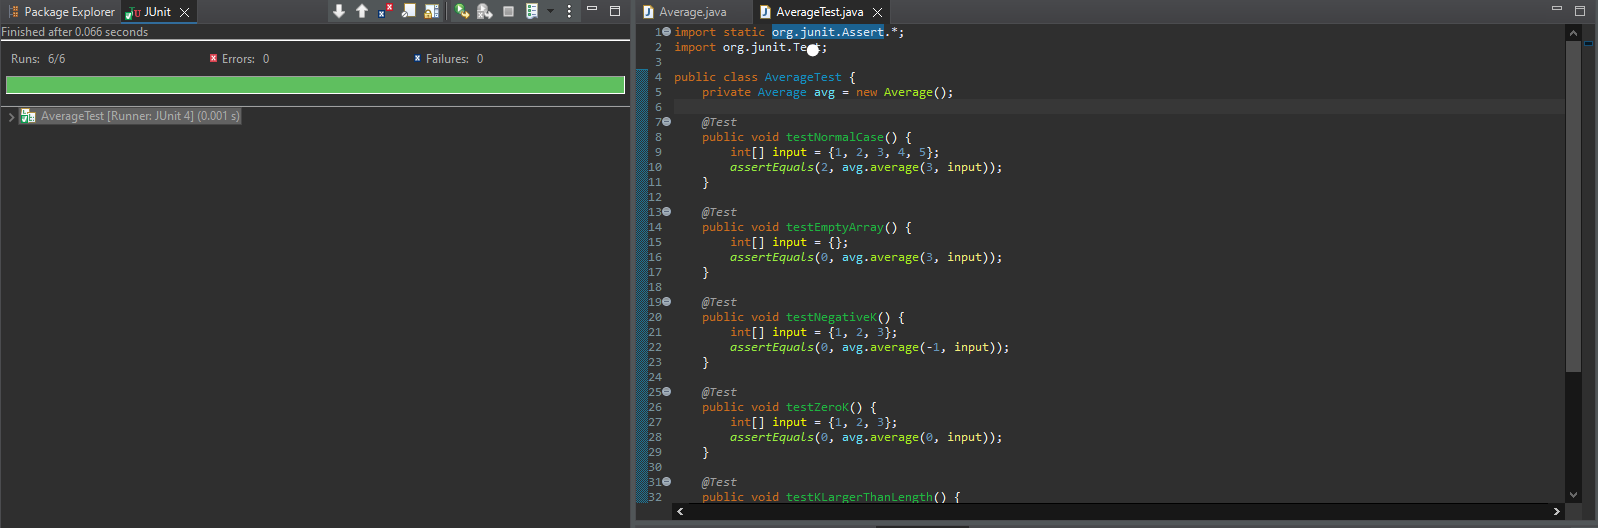 Package Explorer JUnit
Finished after 0.066 seconds
Runs: 6/6 Errors: 0 Failures: 0
AverageTest [Runner: JUnit 4] (0.001 s)
Average.java AverageTest.java
1 import static org.junit.Assert.*;
2 import org.junit.Test;
3
4 public class AverageTest {
5 private Average avg = new Average();
6
7 @Test
8 public void testNormalCase() {
9 int[] input = {1, 2, 3, 4, 5};
10 assertEquals(2, avg.average(3, input));
11 }
12
13 @Test
14 public void testEmptyArray() {
15 int[] input = {};
16 assertEquals(0, avg.average(3, input));
17 }
18
19 @Test
20 public void testNegativeK() {
21 int[] input = {1, 2, 3};
22 assertEquals(0, avg.average(-1, input));
23 }
24
25 @Test
26 public void testZeroK() {
27 int[] input = {1, 2, 3};
28 assertEquals(0, avg.average(0, input));
29 }
30
31 @Test
32 public void testKLargerThanLength() {